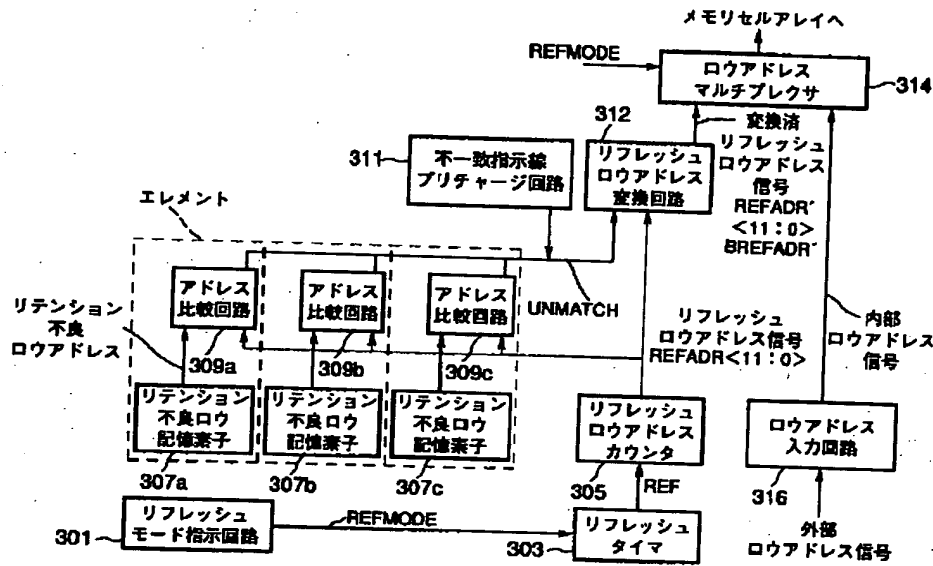 メモリセルアレイへ
REFMODE
ロウアドレス
マルチプレクサ
314
312
変換済
リフレッシュ
ロウアドレス
信号
REFADR'
<11:0>
BREFADR'
311
不一致指示線
プリチャージ回路
リフレッシュ
ロウアドレス
変換回路
エレメント
アドレス
比較回路
アドレス
比較回路
アドレス
比較回路
UNMATCH
リテンション
不良
ロウアドレス
309a
309b
309c
リフレッシュ
ロウアドレス信号
REFADR<11:0>
内部
ロウアドレス
信号
リテンション
不良ロウ
記憶素子
リテンション
不良ロウ
記憶素子
リテンション
不良ロウ
記憶素子
307a
307b
307c
リフレッシュ
ロウアドレス
カウンタ
305
REF
ロウアドレス
入力回路
316
301
リフレッシュ
モード指示回路
REFMODE
303
リフレッシュ
タイマ
外部
ロウアドレス信号